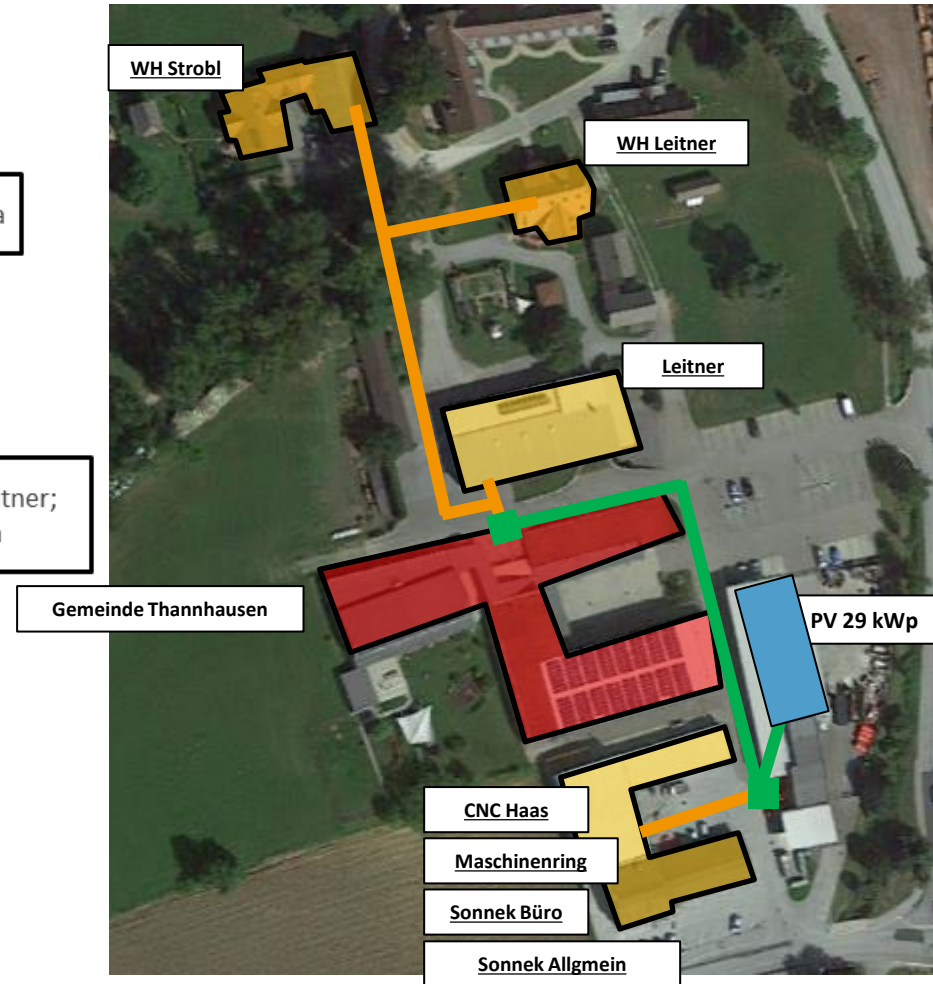 WH Strobl
WH Leitner
Leitner
tner;
Gemeinde Thannhausen
PV 29 kWp
CNC Haas
Maschinenring
Sonnek Büro
Sonnek Allgmein